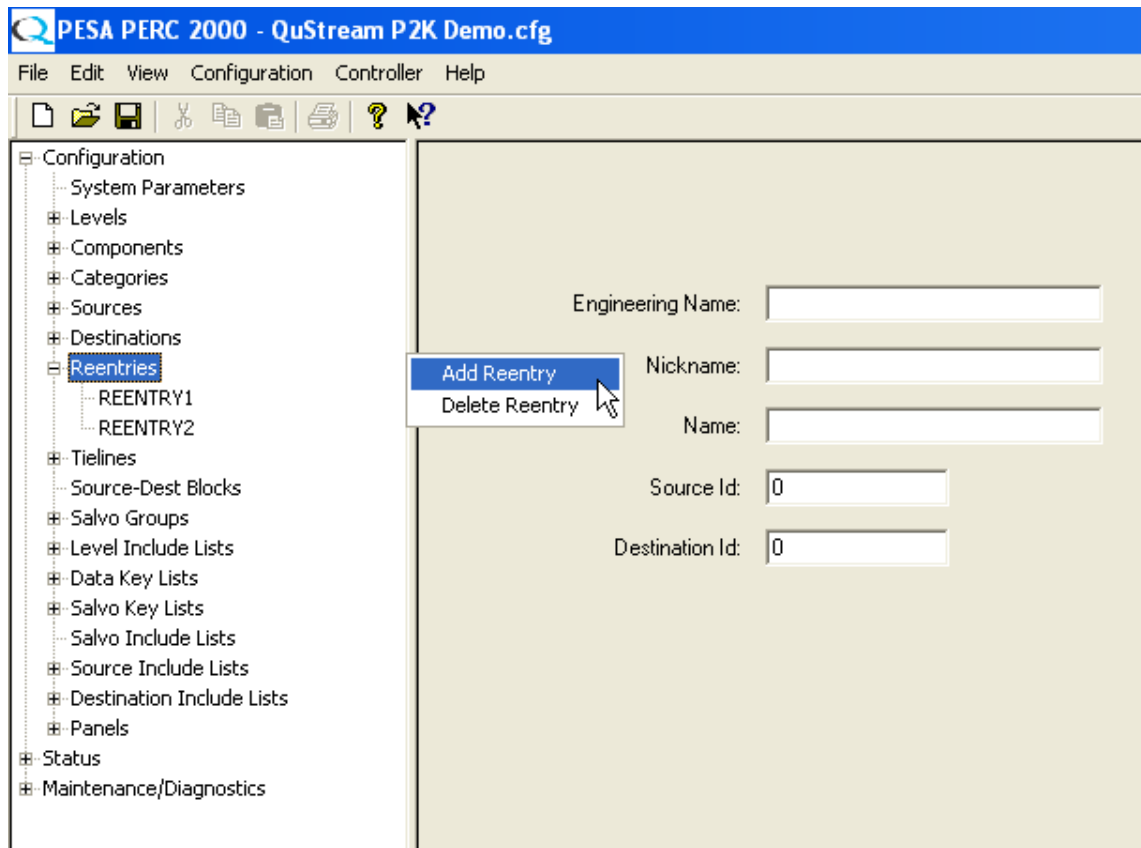 PESA PERC 2000 - QuStream P2K Demo.cfg
File Edit View Configuration Controller Help
Configuration
System Parameters
Levels
Components
Categories
Sources
Destinations
Reentries
REENTRY1
REENTRY2
Tielines
Source-Dest Blocks
Salvo Groups
Level Include Lists
Data Key Lists
Salvo Key Lists
Salvo Include Lists
Source Include Lists
Destination Include Lists
Panels
Status
Maintenance/Diagnostics
Add Reentry
Delete Reentry
Engineering Name:
Nickname:
Name:
Source Id: 0
Destination Id: 0